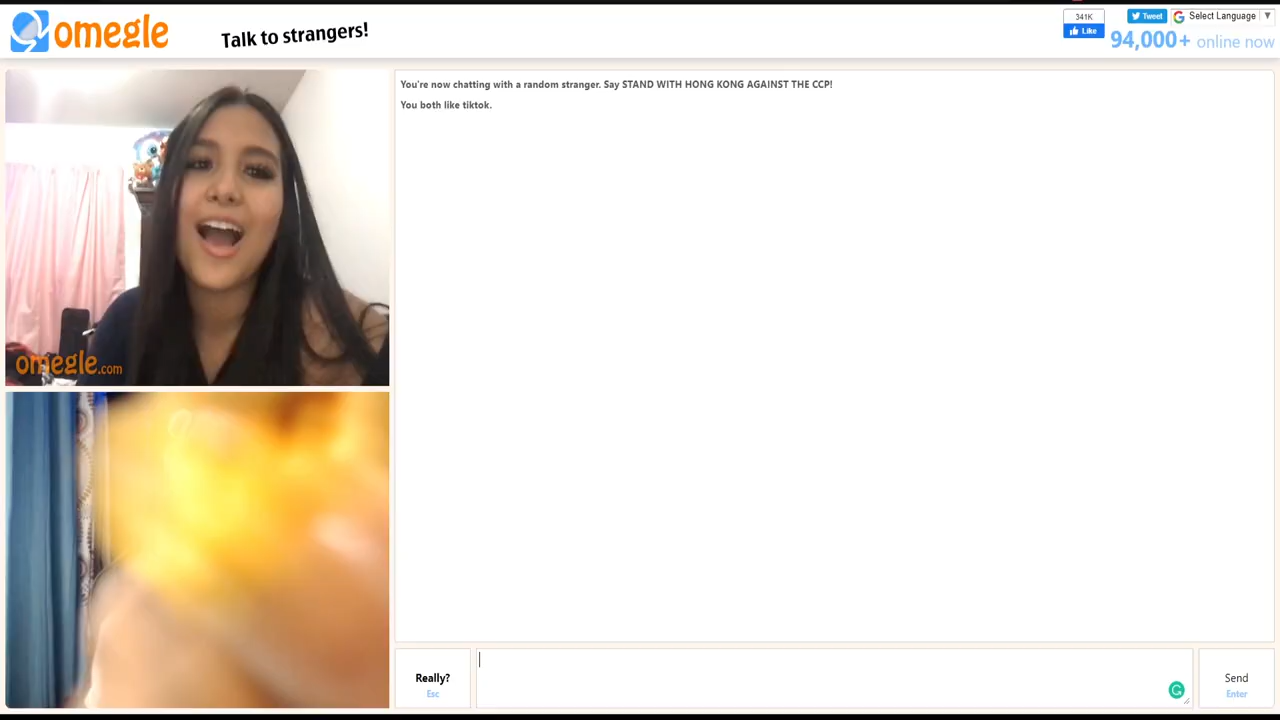 omegle
Talk to strangers!
341K
Like
Tweet
G Select Language ▼
94,000+ online now
You're now chatting with a random stranger. Say STAND WITH HONG KONG AGAINST THE CCP!
You both like tiktok.
omegle.com
Really?
Esc
G
Send
Enter